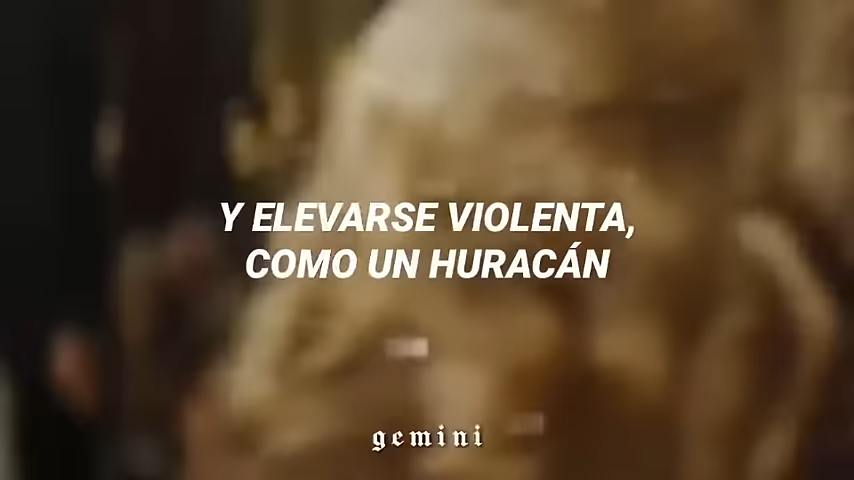 Y ELEVARSE VIOLENTA,
COMO UN HURACÁN
gemini